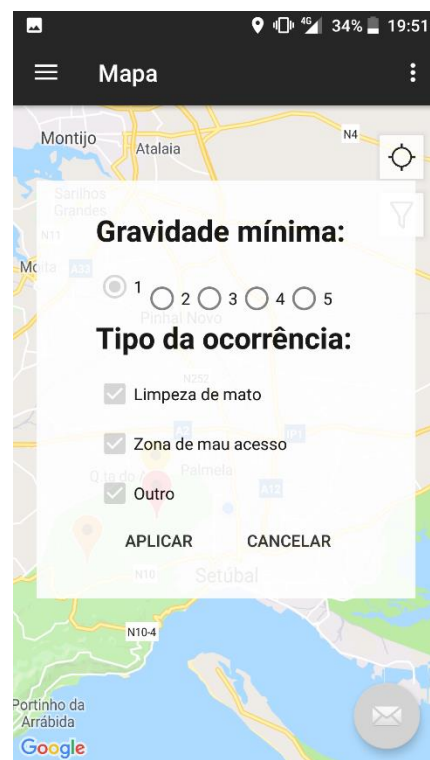 4G 34% 19:51
Mapa
Montijo
Atalaia
N4
Sarilhos
Grandes
N11
Gravidade mínima:
A33
1 2 3 4 5
Pinhal Novo
Tipo da ocorrência:
N252
Limpeza de mato
A2
IP1
Zona de mau acesso
Palmela
A12
Outro
APLICAR CANCELAR
N10
Setúbal
N10-4
Portinho da
Arrábida
Google